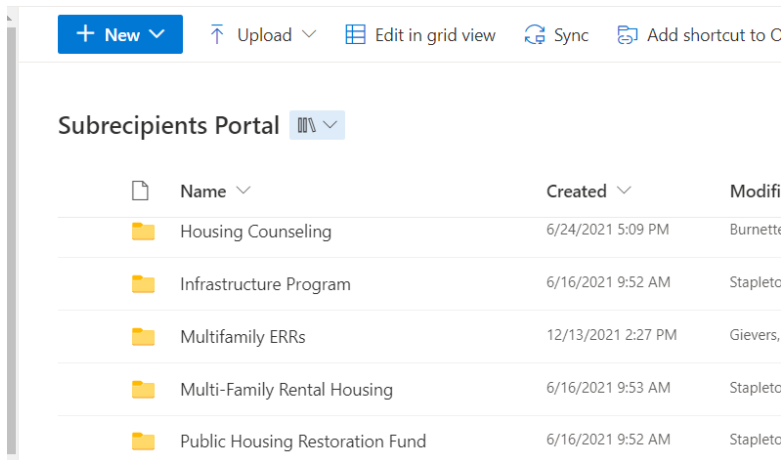 + New Upload Edit in grid view Sync Add shortcut to O
Subrecipients Portal
Name Created Modifi
Housing Counseling 6/24/2021 5:09 PM Burnette
Infrastructure Program 6/16/2021 9:52 AM Stapleto
Multifamily ERRs 12/13/2021 2:27 PM Gievers,
Multi-Family Rental Housing 6/16/2021 9:53 AM Stapleto
Public Housing Restoration Fund 6/16/2021 9:52 AM Stapleto